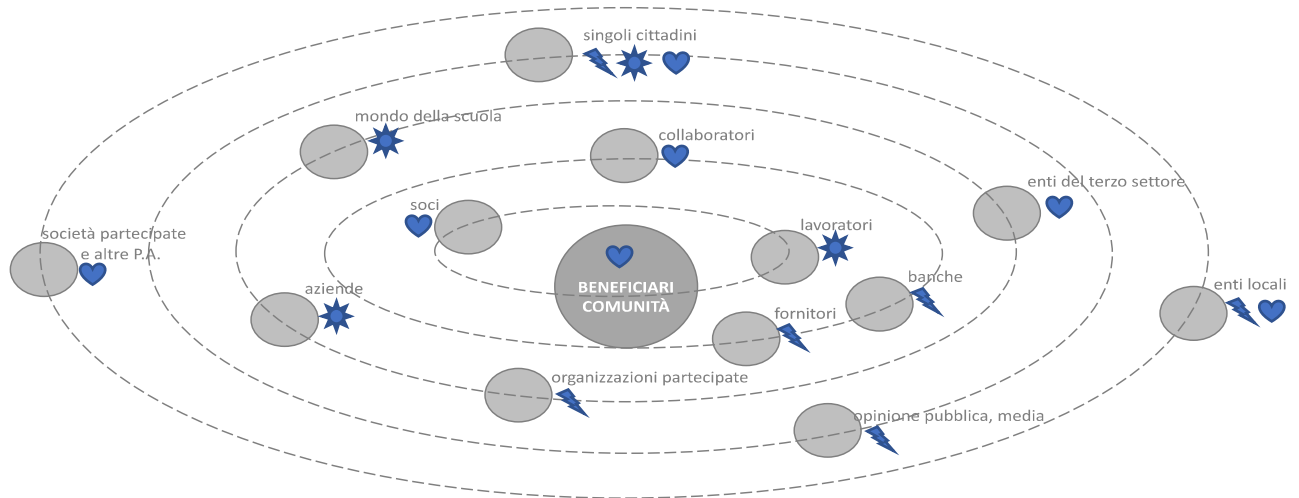 singoli cittadini
mondo della scuola
collaboratori
enti del terzo settore
soci
lavoratori
società partecipate
e altre P.A.
banche
aziende
enti locali
BENEFICIARI
COMUNITÀ
fornitori
organizzazioni partecipate
opinione pubblica, media